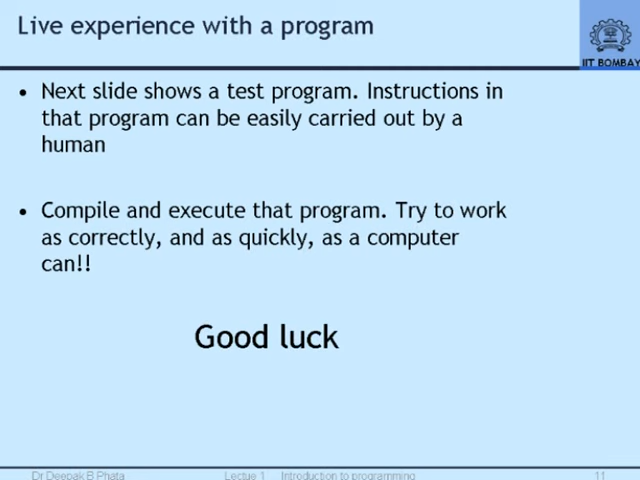 Live experience with a program
IIT BOMBAY
• Next slide shows a test program. Instructions in
that program can be easily carried out by a
human
• Compile and execute that program. Try to work
as correctly, and as quickly, as a computer
can!!
Good luck
Dr Deepak B Phata Lectue 1 Introduction to programming 11